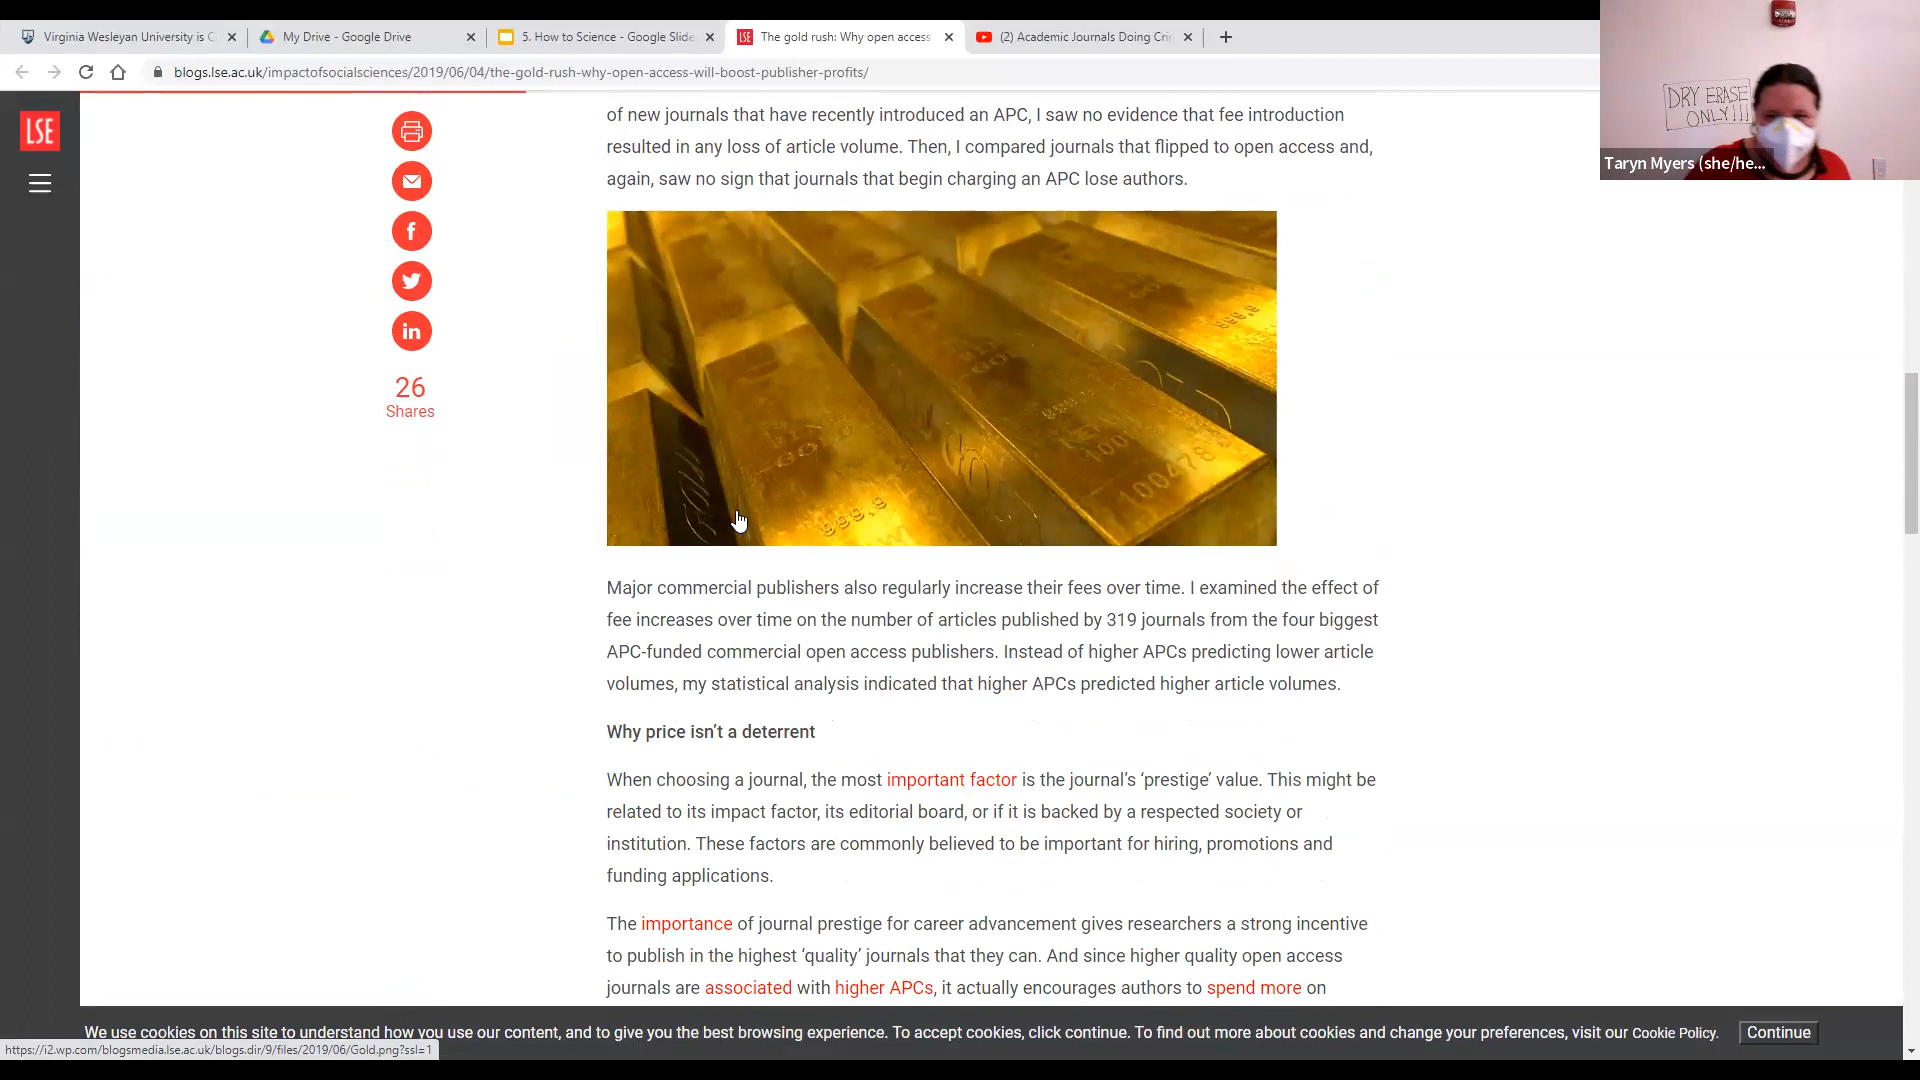 Virginia Wesleyan University is G
My Drive - Google Drive
5. How to Science - Google Slide
The gold rush: Why open access
(2) Academic Journals Doing Crim
blogs.lse.ac.uk/impactofsocialsciences/2019/06/04/the-gold-rush-why-open-access-will-boost-publisher-profits/
DRY ERASE
ONLY!!!
Taryn Myers (she/he...
LSE
of new journals that have recently introduced an APC, I saw no evidence that fee introduction
resulted in any loss of article volume. Then, I compared journals that flipped to open access and,
again, saw no sign that journals that begin charging an APC lose authors.
26
Shares
999.9
100478
999.9
Major commercial publishers also regularly increase their fees over time. I examined the effect of
fee increases over time on the number of articles published by 319 journals from the four biggest
APC-funded commercial open access publishers. Instead of higher APCs predicting lower article
volumes, my statistical analysis indicated that higher APCs predicted higher article volumes.
Why price isn’t a deterrent
When choosing a journal, the most important factor is the journal’s ‘prestige’ value. This might be
related to its impact factor, its editorial board, or if it is backed by a respected society or
institution. These factors are commonly believed to be important for hiring, promotions and
funding applications.
The importance of journal prestige for career advancement gives researchers a strong incentive
to publish in the highest ‘quality’ journals that they can. And since higher quality open access
journals are associated with higher APCs, it actually encourages authors to spend more on
We use cookies on this site to understand how you use our content, and to give you the best browsing experience. To accept cookies, click continue. To find out more about cookies and change your preferences, visit our Cookie Policy.
Continue
https://i2.wp.com/blogsmedia.lse.ac.uk/blogs.dir/9/files/2019/06/Gold.png?ssl=1